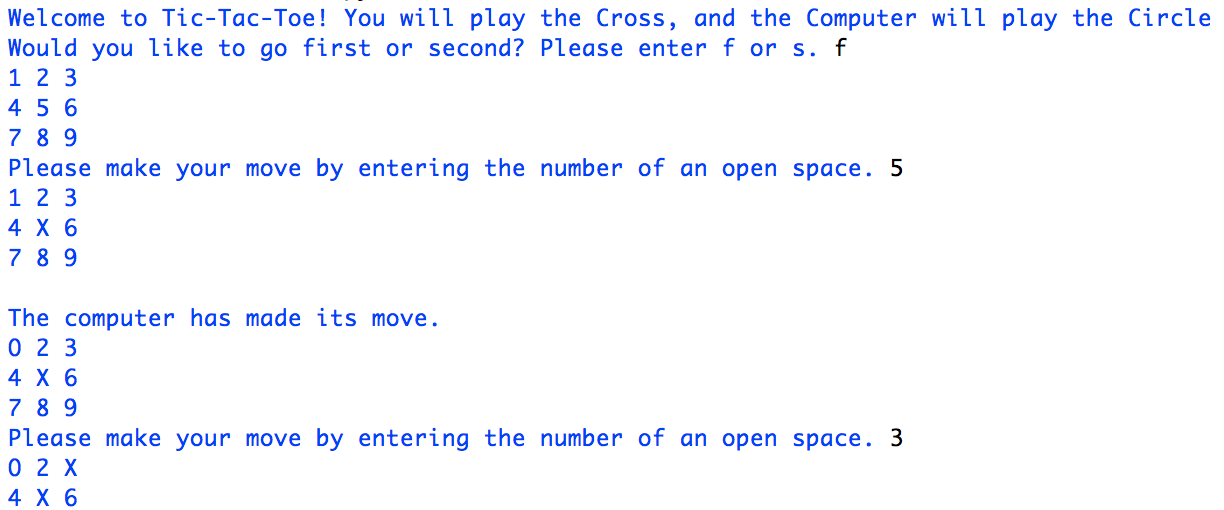 Welcome to Tic-Tac-Toe! You will play the Cross, and the Computer will play the Circle
Would you like to go first or second? Please enter f or s. f
1 2 3
4 5 6
7 8 9
Please make your move by entering the number of an open space. 5
1 2 3
4 X 6
7 8 9
The computer has made its move.
O 2 3
4 X 6
7 8 9
Please make your move by entering the number of an open space. 3
O 2 X
4 X 6